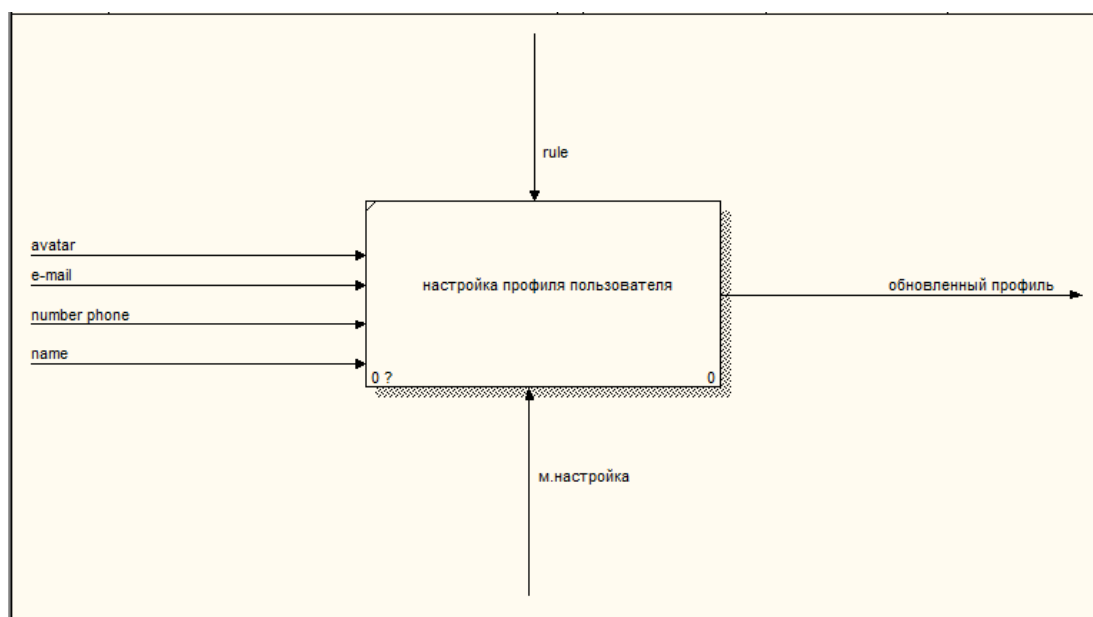 rule
avatar
e-mail
настройка профиля пользователя
обновленный профиль
number phone
name
0 ?
0
м.настройка